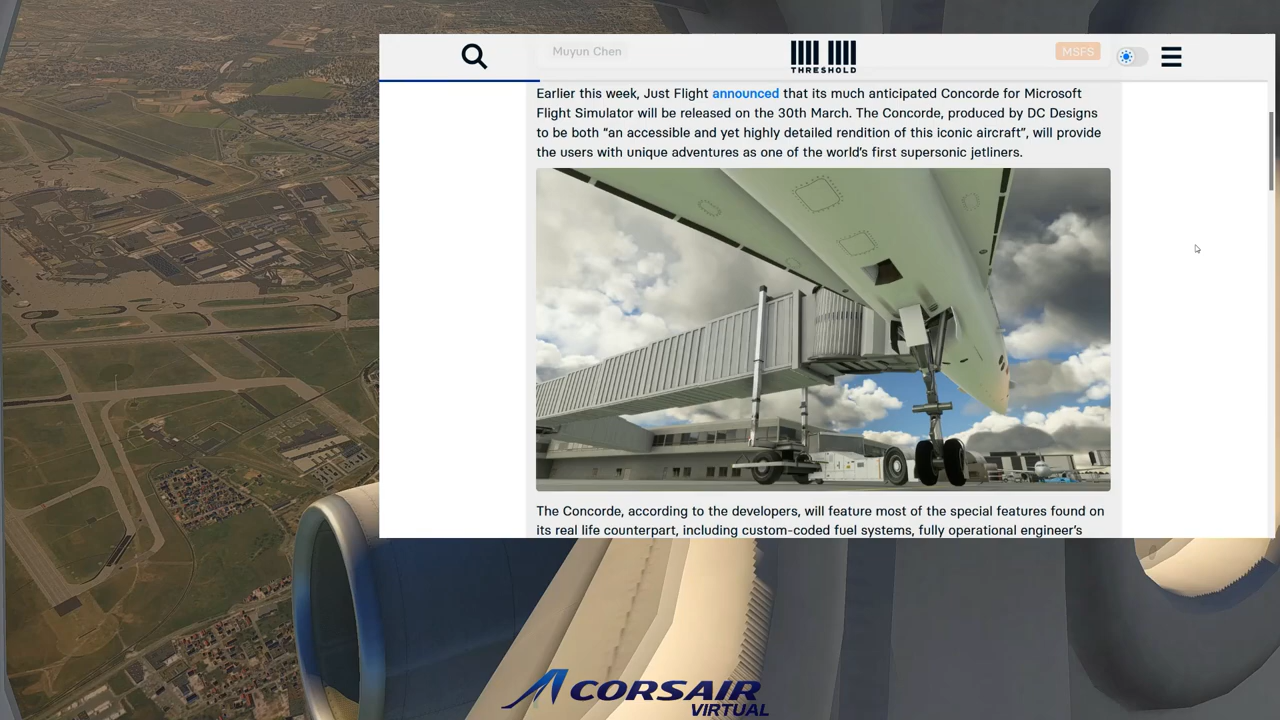 Muyun Chen
THRESHOLD
MSFS
Earlier this week, Just Flight announced that its much anticipated Concorde for Microsoft
Flight Simulator will be released on the 30th March. The Concorde, produced by DC Designs
to be both “an accessible and yet highly detailed rendition of this iconic aircraft”, will provide
the users with unique adventures as one of the world’s first supersonic jetliners.
The Concorde, according to the developers, will feature most of the special features found on
its real life counterpart, including custom-coded fuel systems, fully operational engineer’s
CORSAIR
VIRTUAL